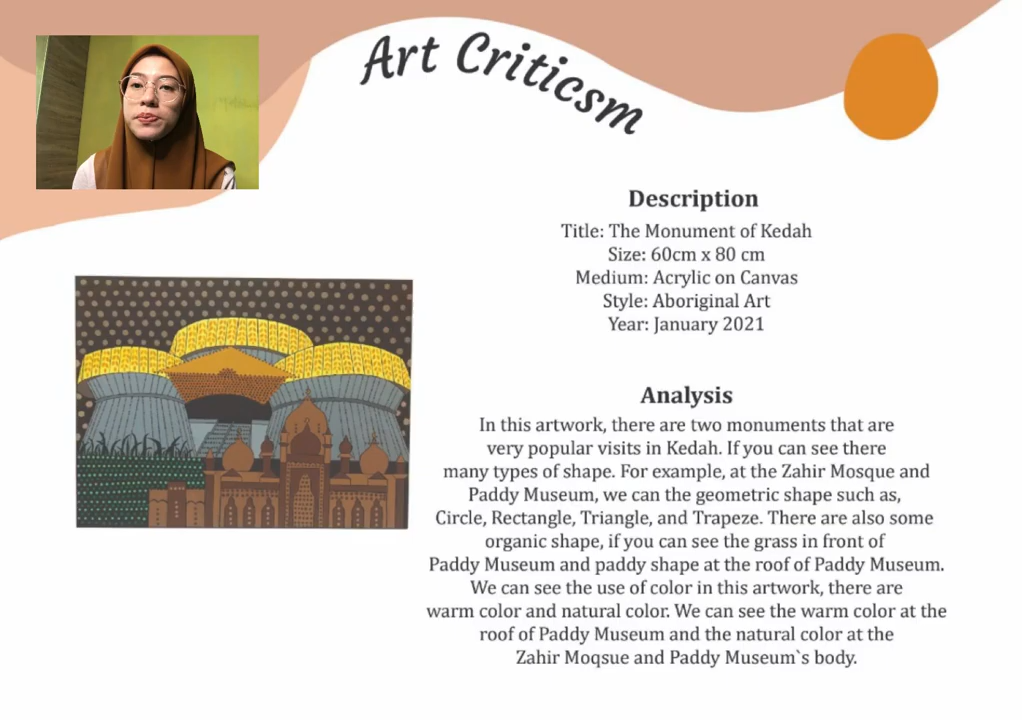 Art Criticsm
Description
Title: The Monument of Kedah
Size: 60cm x 80 cm
Medium: Acrylic on Canvas
Style: Aboriginal Art
Year: January 2021
Analysis
In this artwork, there are two monuments that are
very popular visits in Kedah. If you can see there
many types of shape. For example, at the Zahir Mosque and
Paddy Museum, we can the geometric shape such as,
Circle, Rectangle, Triangle, and Trapeze. There are also some
organic shape, if you can see the grass in front of
Paddy Museum and paddy shape at the roof of Paddy Museum.
We can see the use of color in this artwork, there are
warm color and natural color. We can see the warm color at the
roof of Paddy Museum and the natural color at the
Zahir Moqsue and Paddy Museum`s body.